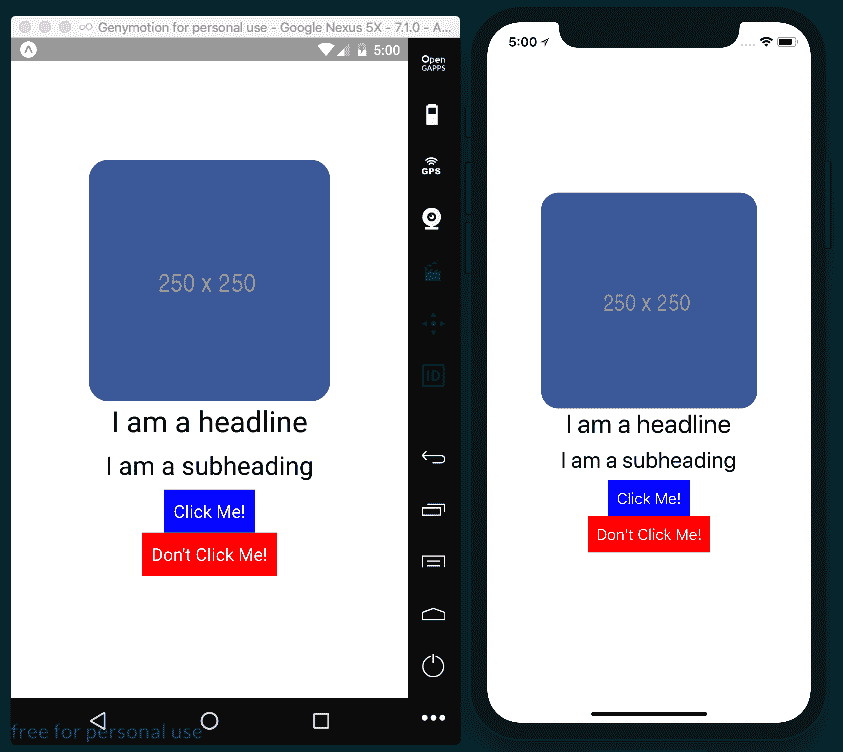 Genymotion for personal use - Google Nexus 5X - 7.1.0 - A...
5:00
Open
GAPPS
GPS
ID
250 x 250
I am a headline
I am a subheading
Click Me!
Don't Click Me!
free for personal use
5:00
250 x 250
I am a headline
I am a subheading
Click Me!
Don't Click Me!